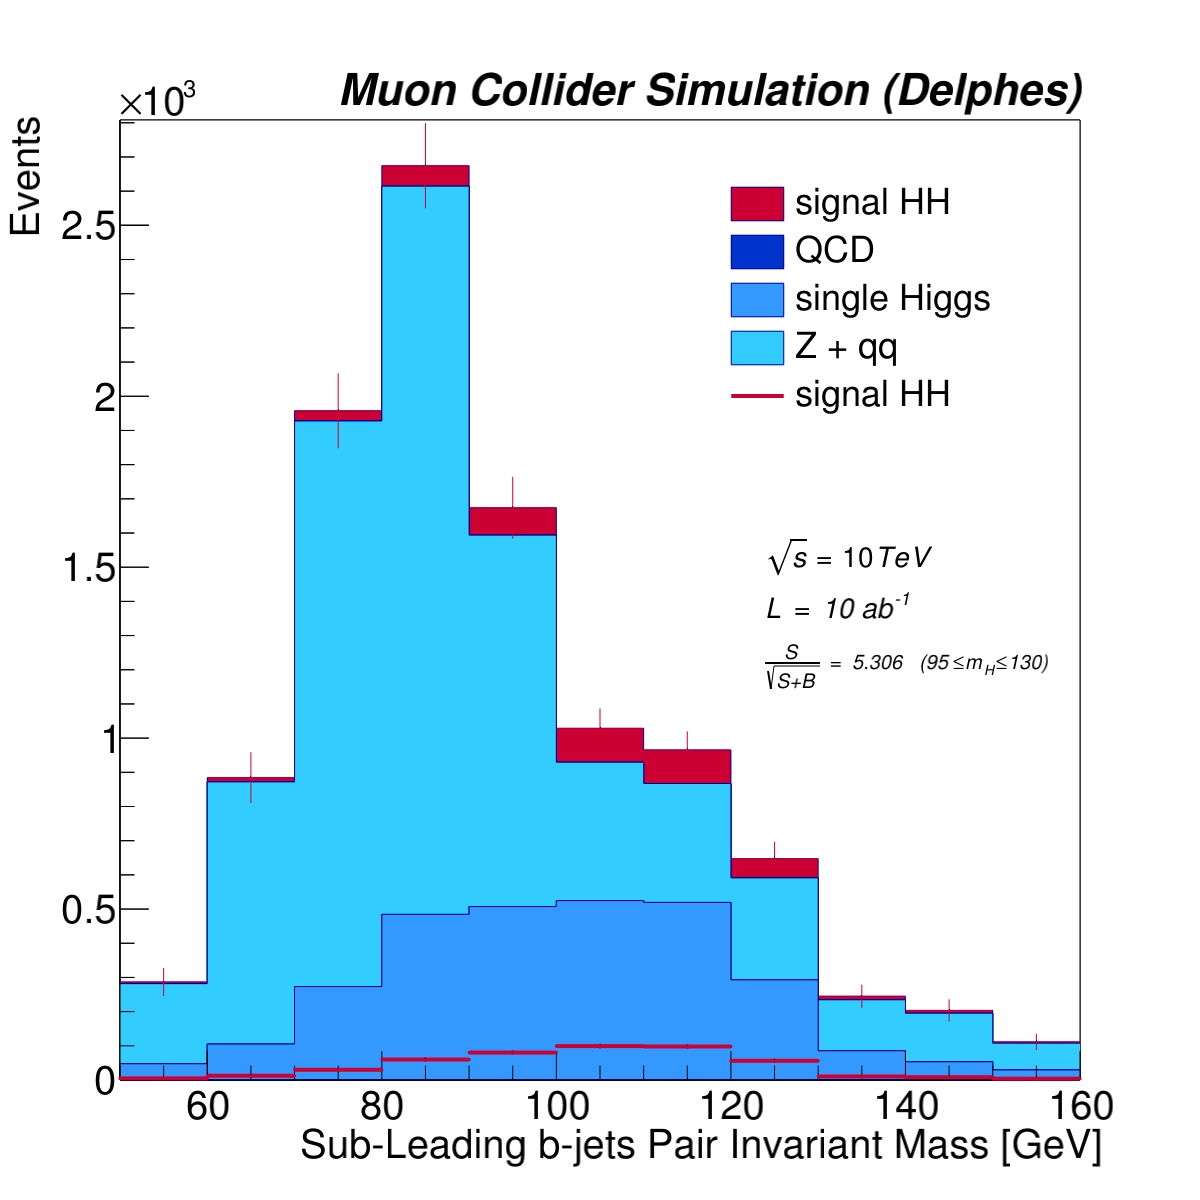 Muon Collider Simulation (Delphes)
×10³
Events
signal HH
QCD
single Higgs
Z + qq
signal HH
√s = 10 TeV
L = 10 ab⁻¹
S/√S+B = 5.306 (95≤m_H≤130)
2.5
2
1.5
1
0.5
0
60 80 100 120 140 160
Sub-Leading b-jets Pair Invariant Mass [GeV]